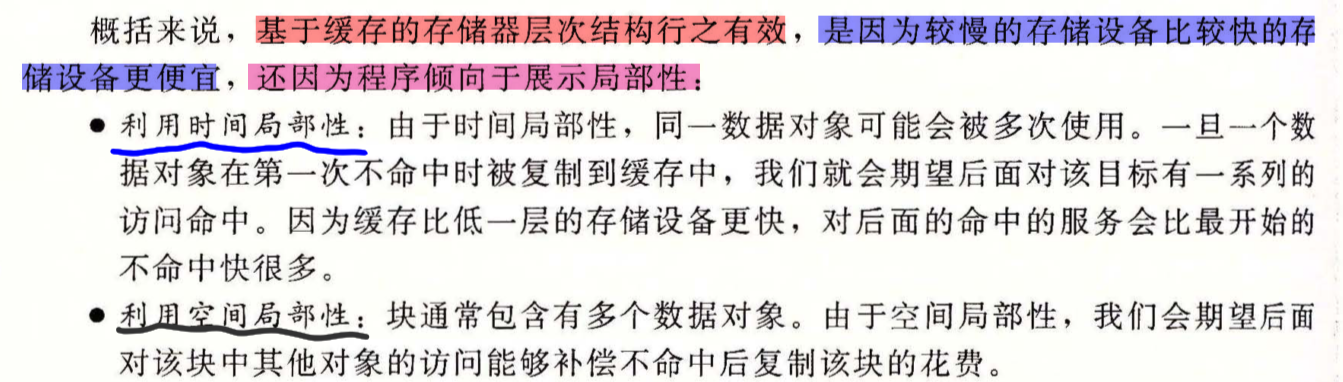 概括来说，基于缓存的存储器层次结构行之有效，是因为较慢的存储设备比较快的存
储设备更便宜，还因为程序倾向于展示局部性：
● 利用时间局部性：由于时间局部性，同一数据对象可能会被多次使用。一旦一个数
据对象在第一次不命中时被复制到缓存中，我们就会期望后面对该目标有一系列的
访问命中。因为缓存比低一层的存储设备更快，对后面的命中的服务会比最开始的
不命中快很多。
● 利用空间局部性：块通常包含有多个数据对象。由于空间局部性，我们会期望后面
对该块中其他对象的访问能够补偿不命中后复制该块的花费。